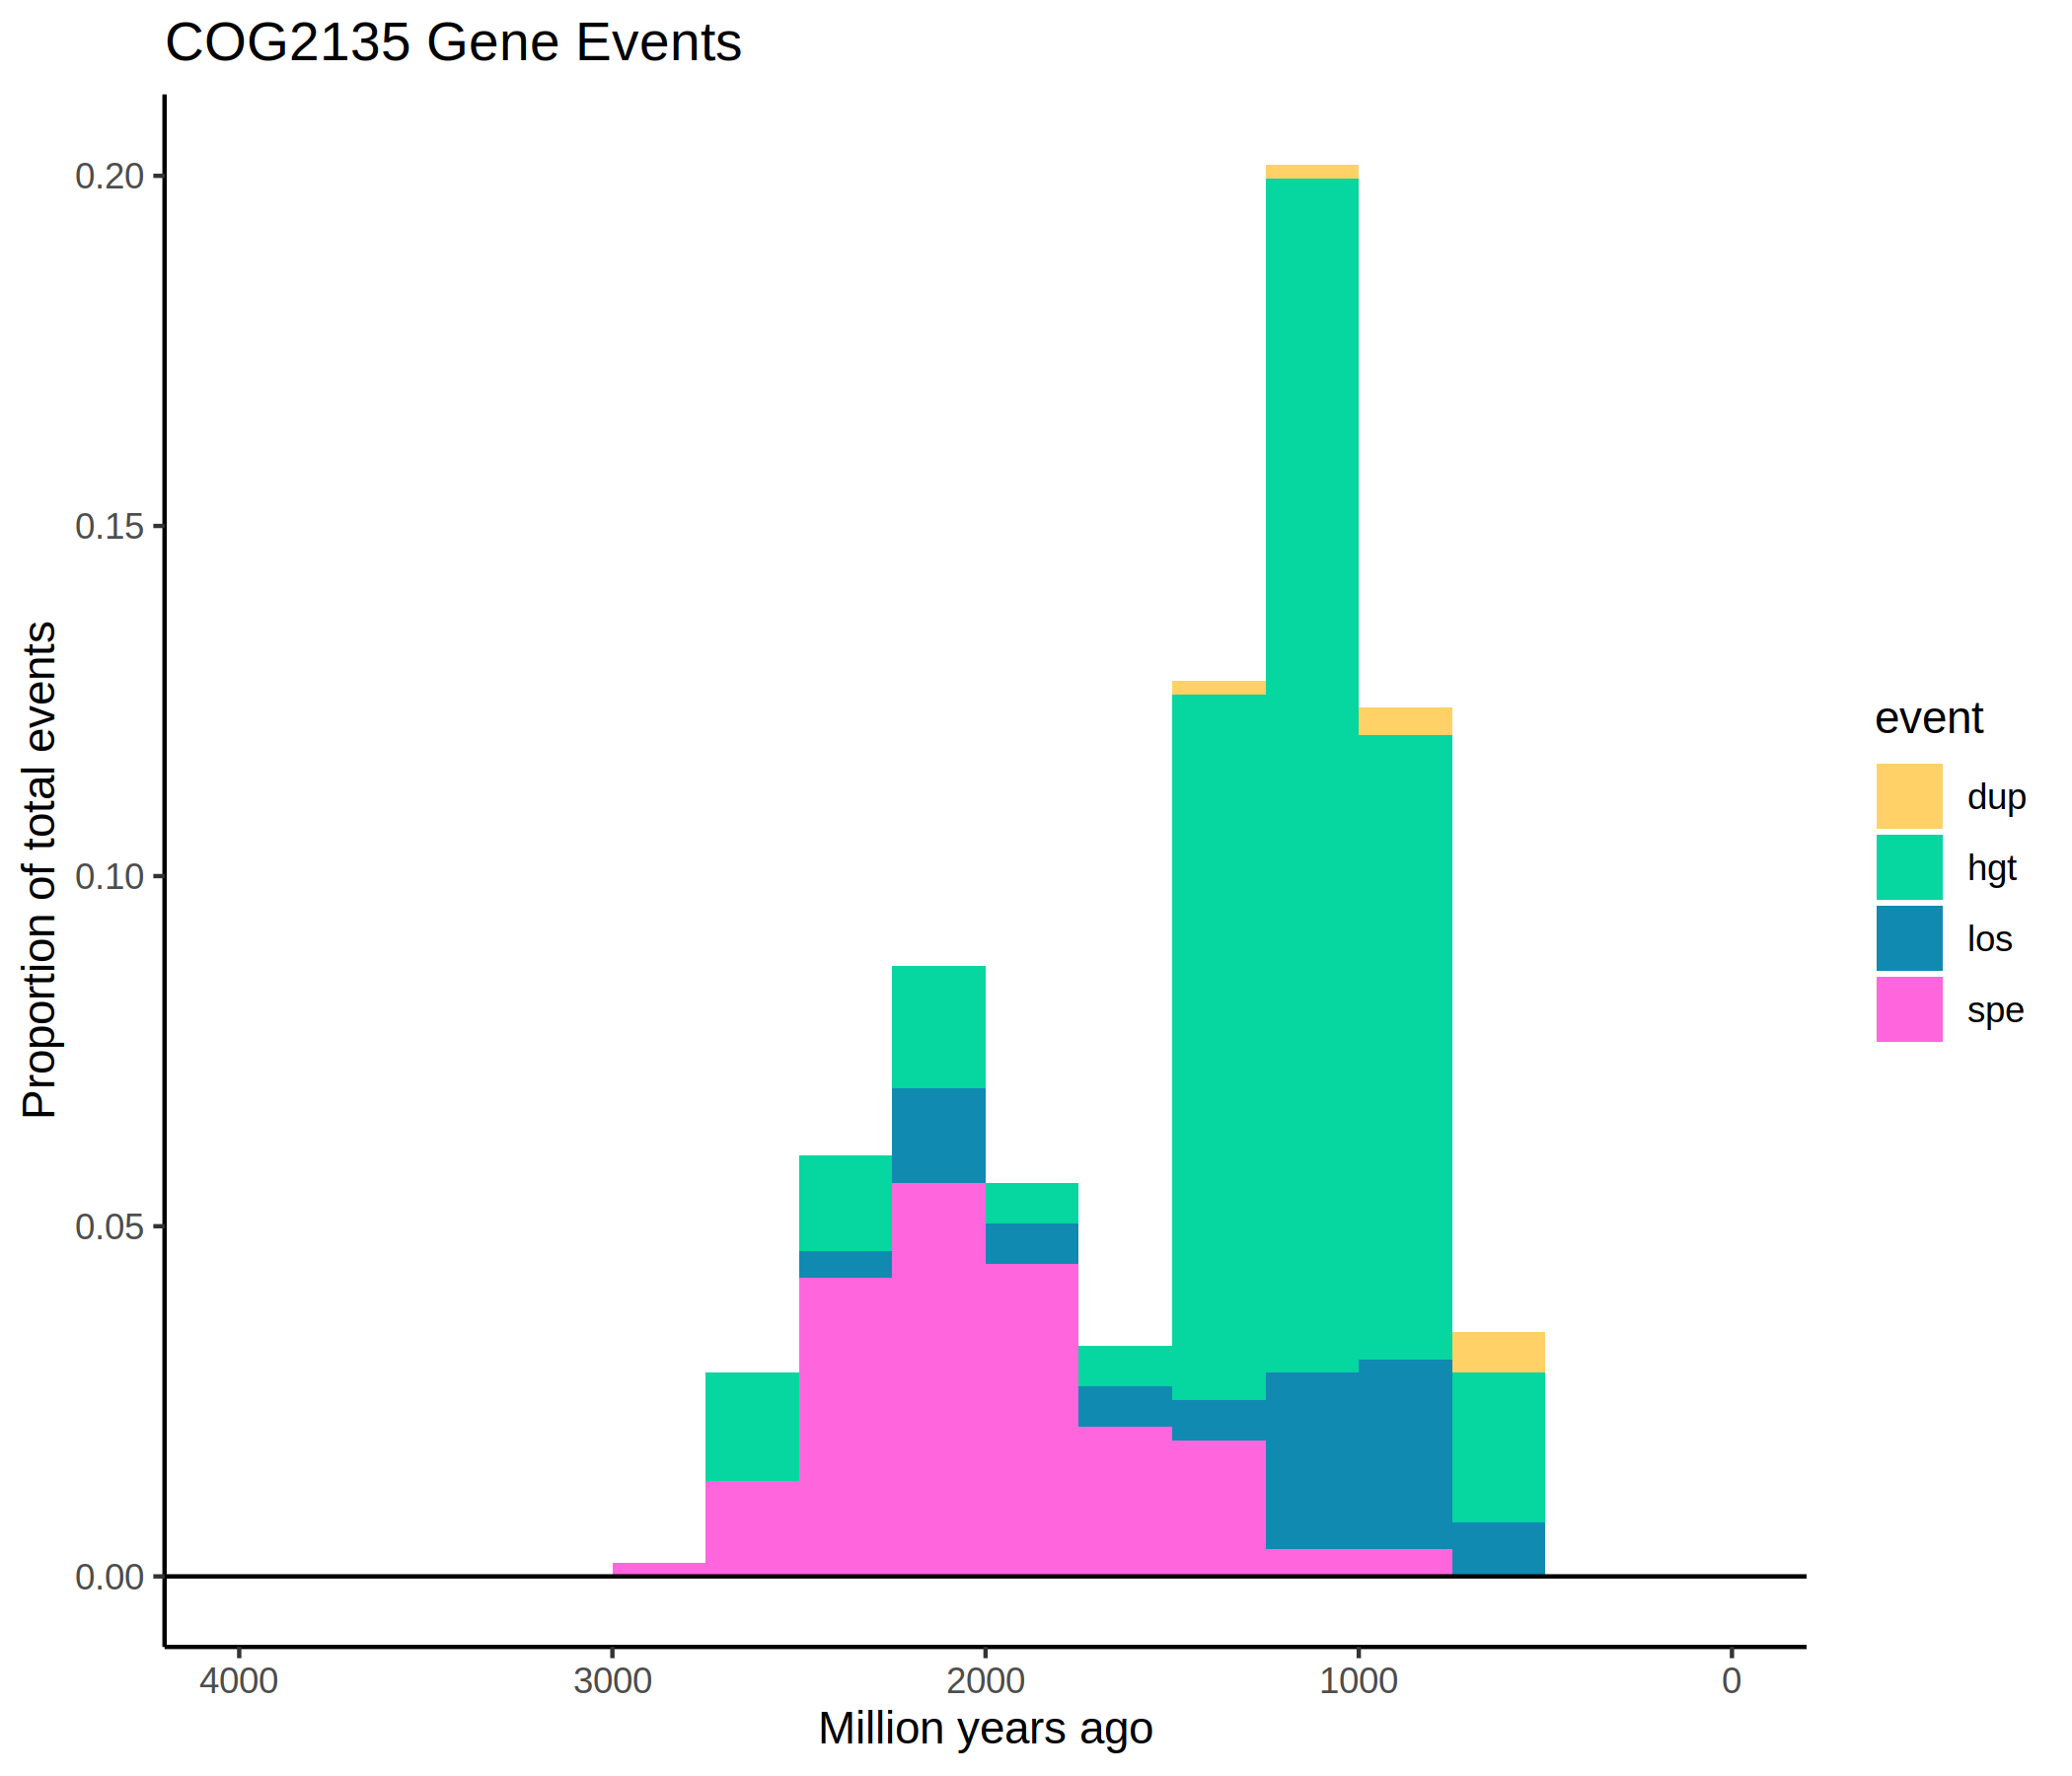 COG2135 Gene Events
Proportion of total events
0.20
0.15
0.10
0.05
0.00
4000 3000 2000 1000 0
Million years ago
event
dup
hgt
los
spe